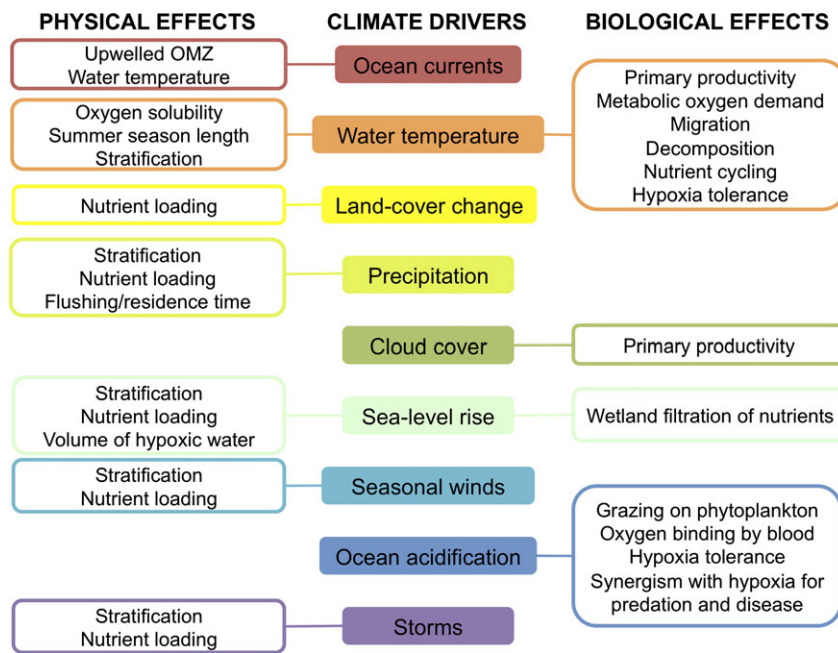 PHYSICAL EFFECTS
CLIMATE DRIVERS
BIOLOGICAL EFFECTS
Upwelled OMZ
Water temperature
Ocean currents
Oxygen solubility
Summer season length
Stratification
Water temperature
Primary productivity
Metabolic oxygen demand
Migration
Decomposition
Nutrient cycling
Hypoxia tolerance
Nutrient loading
Land-cover change
Stratification
Nutrient loading
Flushing/residence time
Precipitation
Cloud cover
Primary productivity
Stratification
Nutrient loading
Volume of hypoxic water
Sea-level rise
Wetland filtration of nutrients
Stratification
Nutrient loading
Seasonal winds
Ocean acidification
Grazing on phytoplankton
Oxygen binding by blood
Hypoxia tolerance
Synergism with hypoxia for
predation and disease
Stratification
Nutrient loading
Storms